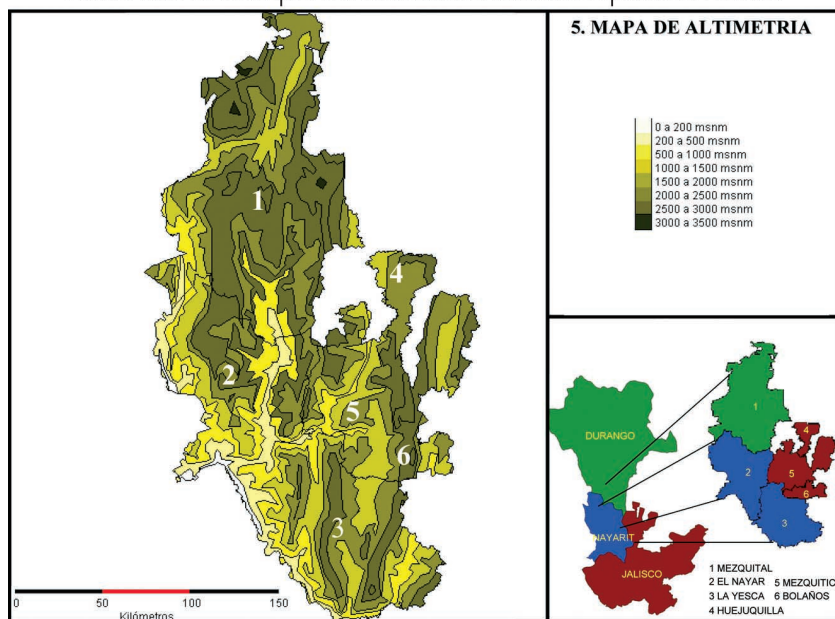 5. MAPA DE ALTIMETRIA
0 a 200 msnm
200 a 500 msnm
500 a 1000 msnm
1000 a 1500 msnm
1500 a 2000 msnm
2000 a 2500 msnm
2500 a 3000 msnm
3000 a 3500 msnm
1
4
2
5
6
3
0 50 100 150
Kilómetros
DURANGO
NAYARIT
JALISCO
1
4
2
5
6
3
1 MEZQUITAL
2 EL NAYAR 5 MEZQUITIC
3 LA YESCA 6 BOLAÑOS
4 HUEJUQUILLA